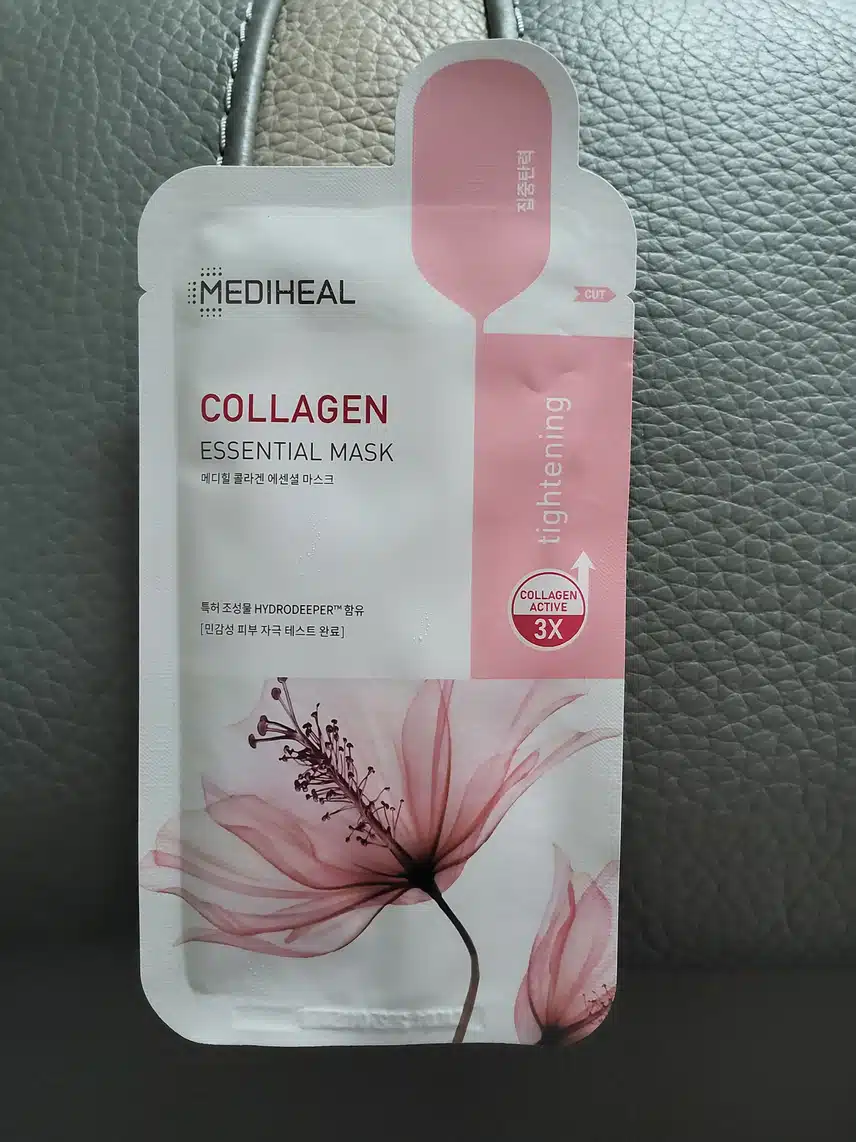 집중탄력
MEDIHEAL
CUT
COLLAGEN
ESSENTIAL MASK
메디힐 콜라겐 에센셜 마스크
tightening
COLLAGEN
ACTIVE
3X
특허 조성물 HYDRODEEPER™ 함유
[민감성 피부 자극 테스트 완료]